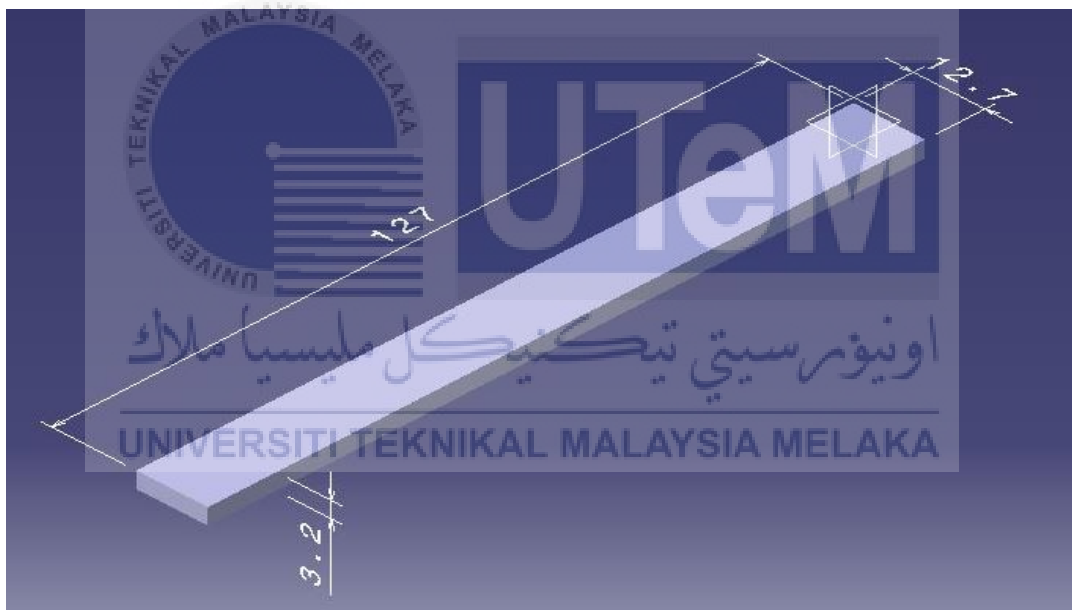 UNIVERSITI TEKNIKAL MALAYSIA MELAKA
UTeM
12.7
127
اونيۏرسيتي تيكنيكل مليسيا ملاك
UNIVERSITI TEKNIKAL MALAYSIA MELAKA
3.2